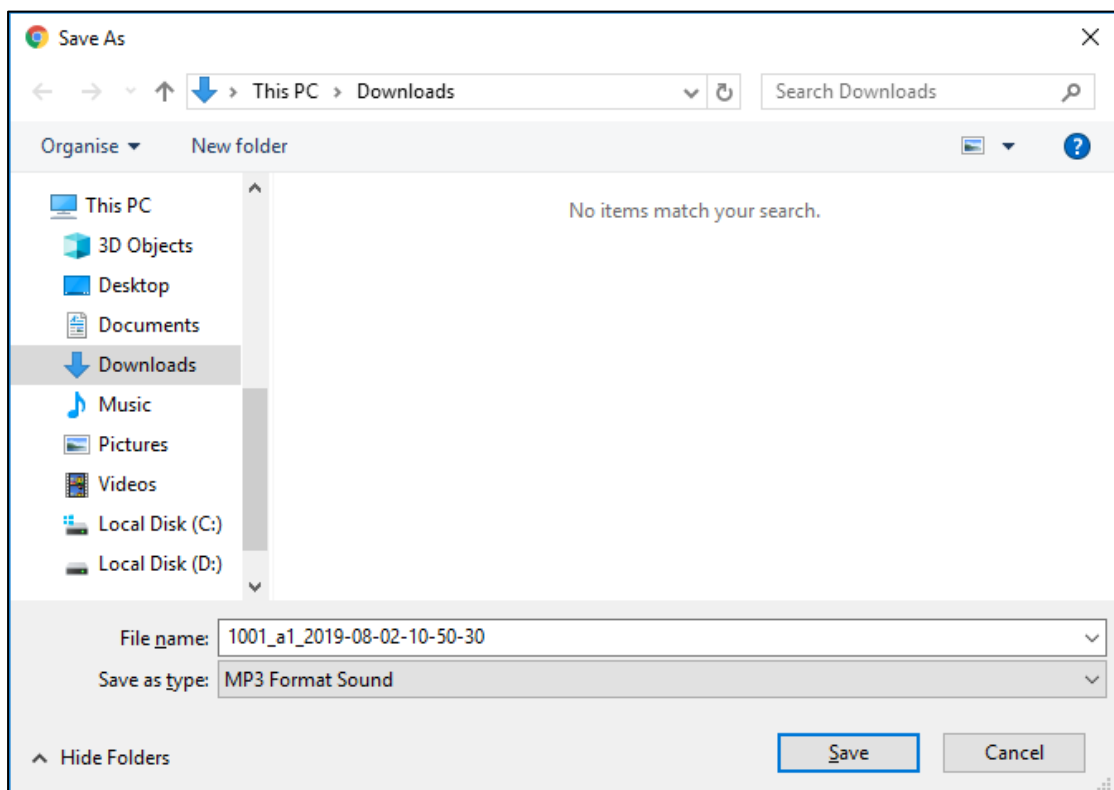 Save As
This PC > Downloads
Search Downloads
Organise
New folder
No items match your search.
This PC
3D Objects
Desktop
Documents
Downloads
Music
Pictures
Videos
Local Disk (C:)
Local Disk (D:)
File name: 1001_a1_2019-08-02-10-50-30
Save as type: MP3 Format Sound
Hide Folders
Save
Cancel